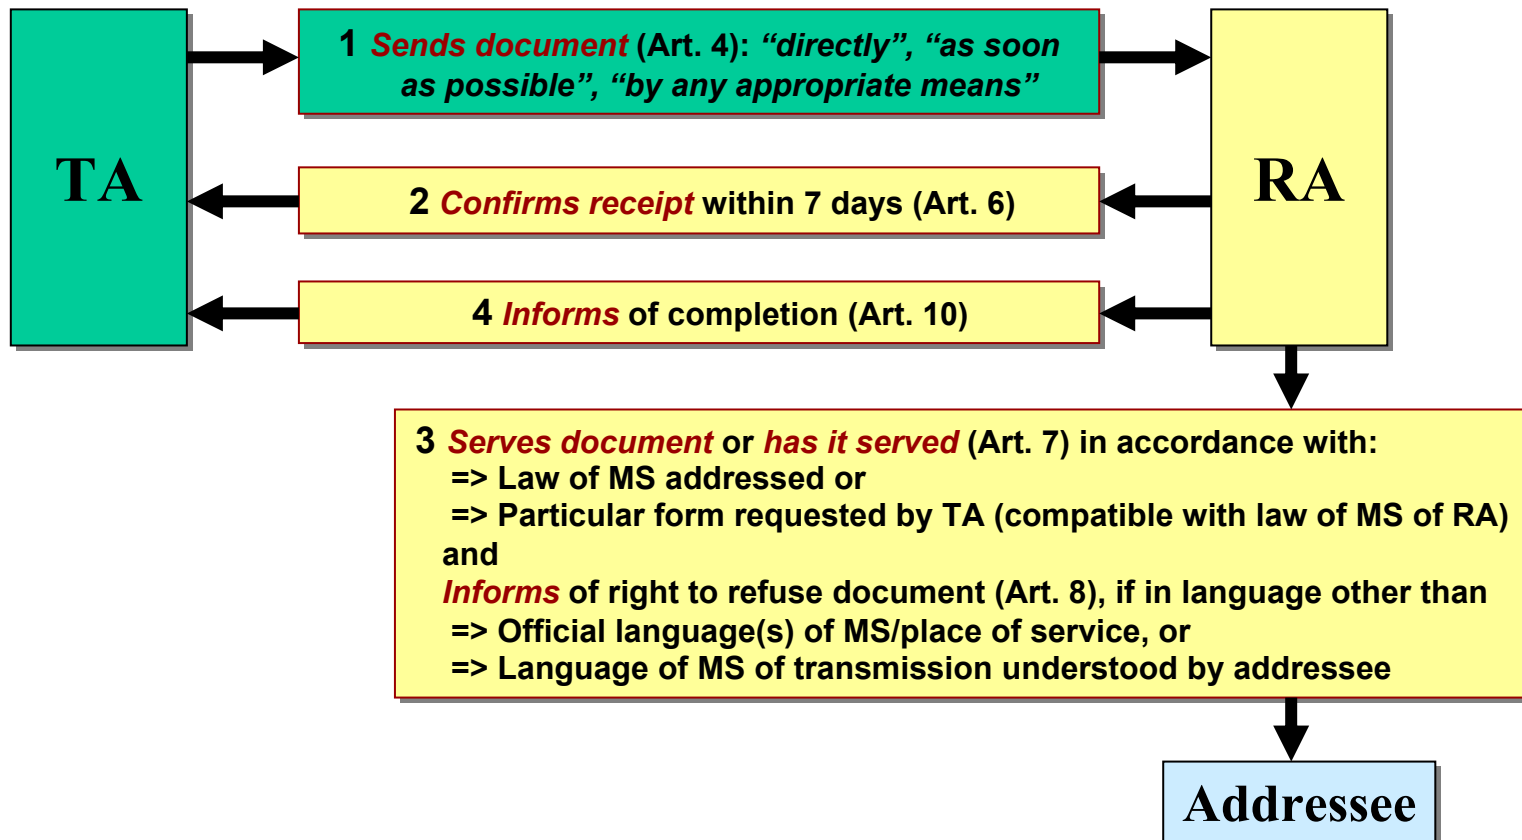 TA
1 Sends document (Art. 4): “directly”, “as soon
as possible”, “by any appropriate means”
RA
2 Confirms receipt within 7 days (Art. 6)
4 Informs of completion (Art. 10)
3 Serves document or has it served (Art. 7) in accordance with:
=> Law of MS addressed or
=> Particular form requested by TA (compatible with law of MS of RA)
and
Informs of right to refuse document (Art. 8), if in language other than
=> Official language(s) of MS/place of service, or
=> Language of MS of transmission understood by addressee
Addressee